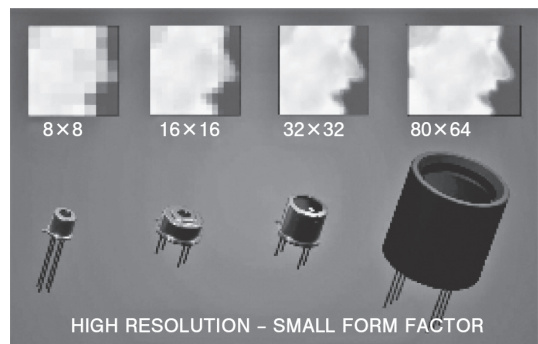 8×8 16×16 32×32 80×64
HIGH RESOLUTION – SMALL FORM FACTOR